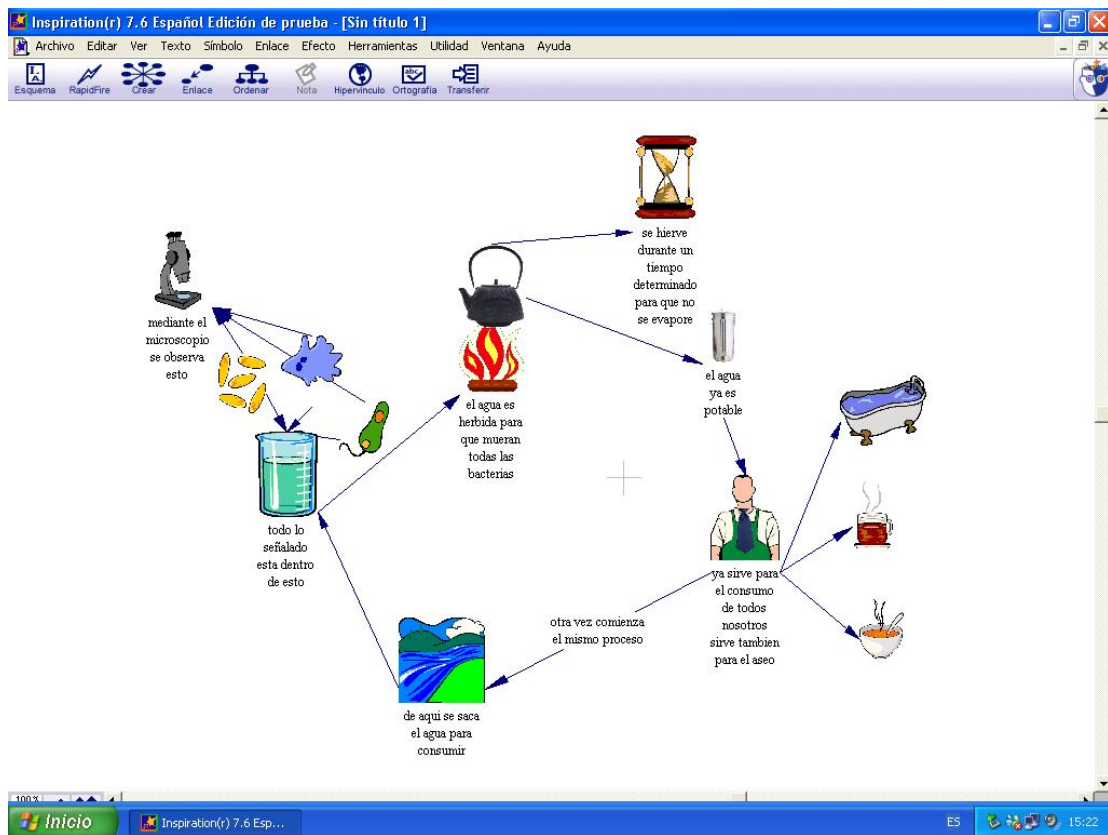 Inspiration(r) 7.6 Español Edición de prueba - [Sin título 1]
Archivo Editar Ver Texto Símbolo Enlace Efecto Herramientas Utilidad Ventana Ayuda
Esquema RapidFire Crear Enlace Ordenar Nota Hipervínculo Ortografía Transferir
se hierve
durante un
tiempo
determinado
para que no
se evapore
mediante el
microscopio
se observa
esto
el agua
ya es
potable
el agua es
herbida para
que mueran
todas las
bacterias
todo lo
señalado
esta dentro
de esto
ya sirve para
el consumo
de todos
nosotros
sirve tambien
para el aseo
otra vez comienza
el mismo proceso
de aqui se saca
el agua para
consumir
100%
Inicio
Inspiration(r) 7.6 Esp...
ES
15:22